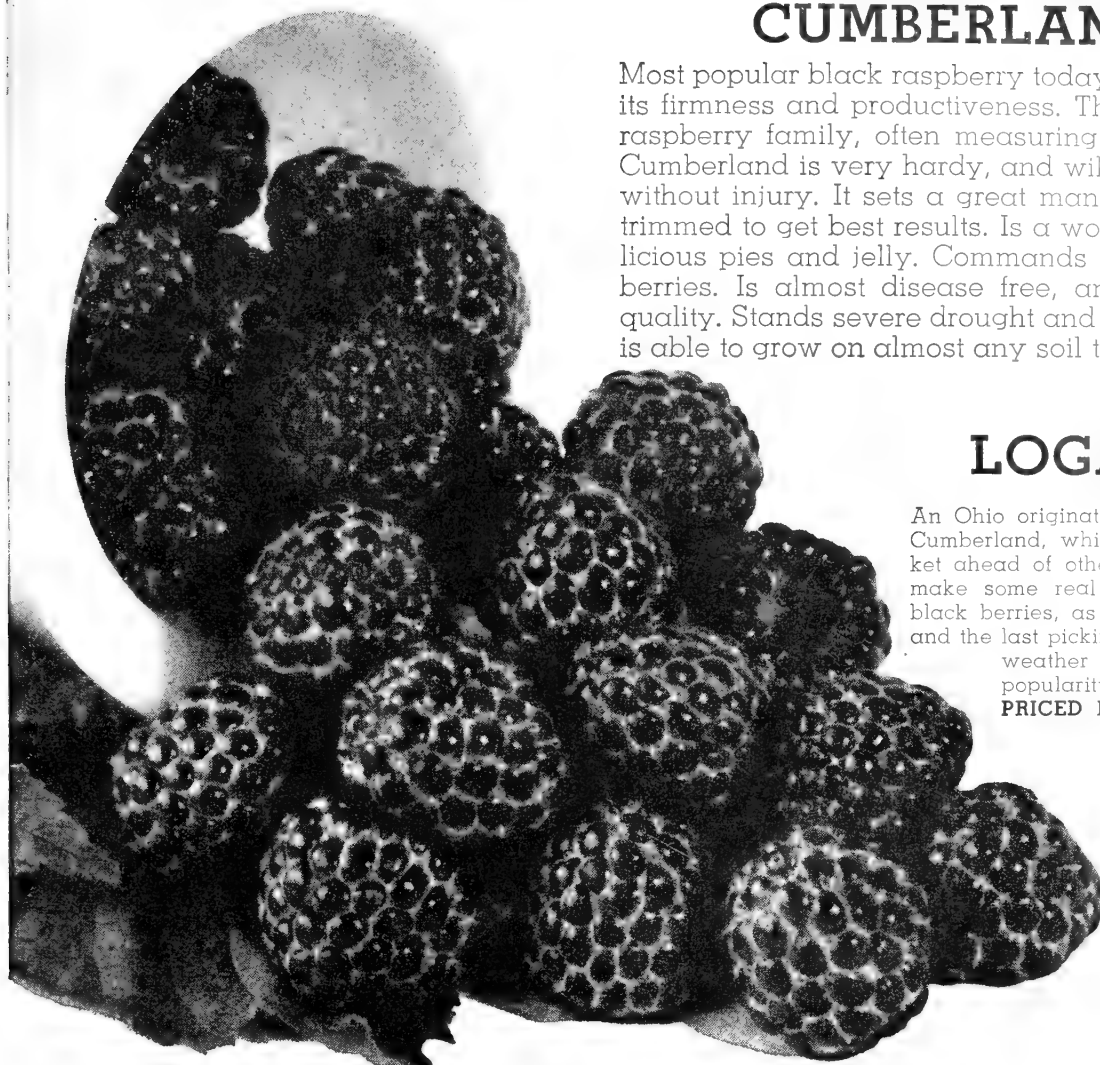 CUMBERLAN
Most popular black raspberry today
its firmness and productiveness. Th
raspberry family, often measuring
Cumberland is very hardy, and wil
without injury. It sets a great man
trimmed to get best results. Is a wo
licious pies and jelly. Commands
berries. Is almost disease free, an
quality. Stands severe drought and
is able to grow on almost any soil t
LOGA
An Ohio originat
Cumberland, whi
ket ahead of othe
make some real
black berries, as
and the last picki
weather
popularit
PRICED